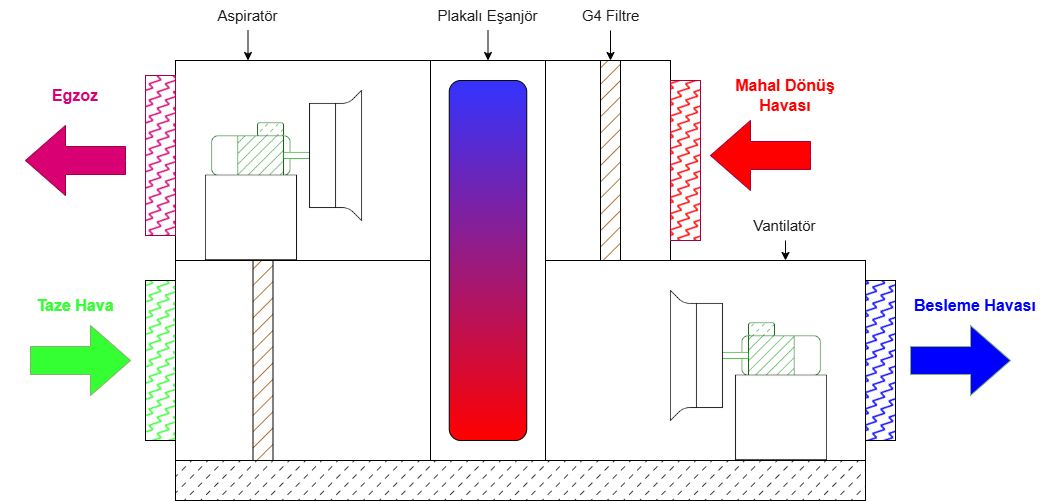 Aspiratör
Plakalı Eşanjör
G4 Filtre
Egzoz
Mahal Dönüş
Havası
Vantilatör
Taze Hava
Besleme Havası